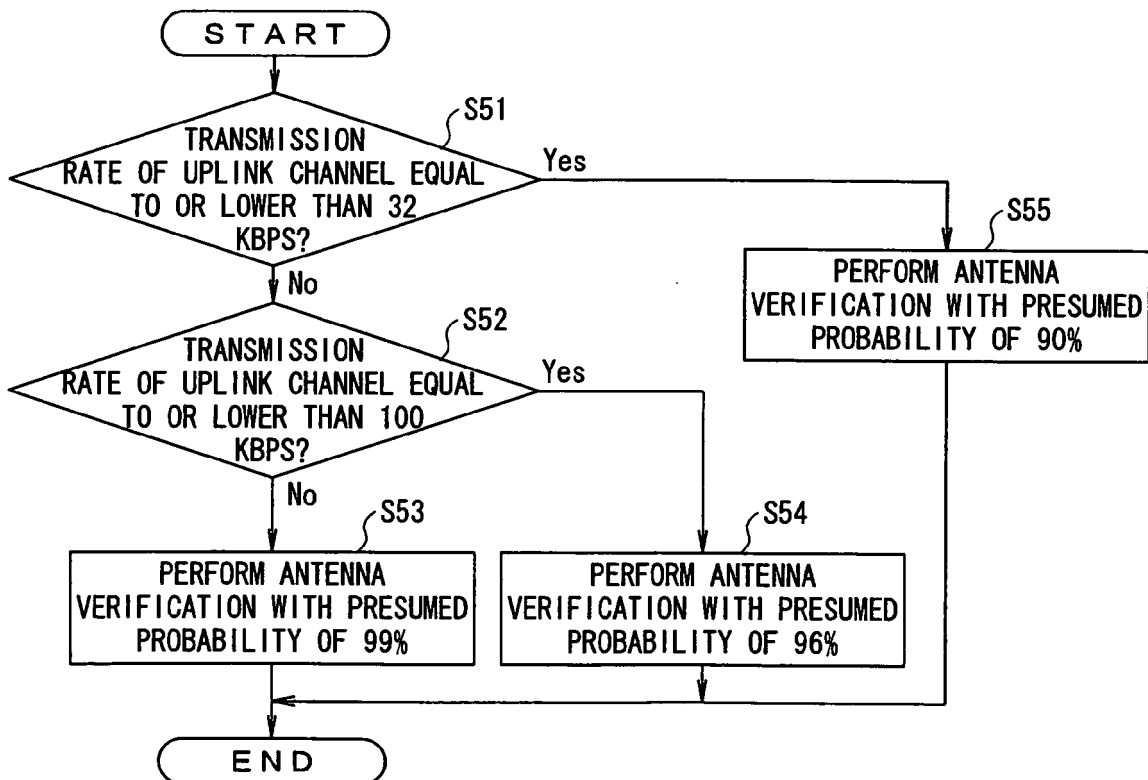 START
S51
TRANSMISSION
RATE OF UPLINK CHANNEL EQUAL
TO OR LOWER THAN 32
KBPS?
Yes
No
S55
PERFORM ANTENNA
VERIFICATION WITH PRESUMED
PROBABILITY OF 90%
S52
TRANSMISSION
RATE OF UPLINK CHANNEL EQUAL
TO OR LOWER THAN 100
KBPS?
Yes
No
S53
PERFORM ANTENNA
VERIFICATION WITH PRESUMED
PROBABILITY OF 99%
S54
PERFORM ANTENNA
VERIFICATION WITH PRESUMED
PROBABILITY OF 96%
END